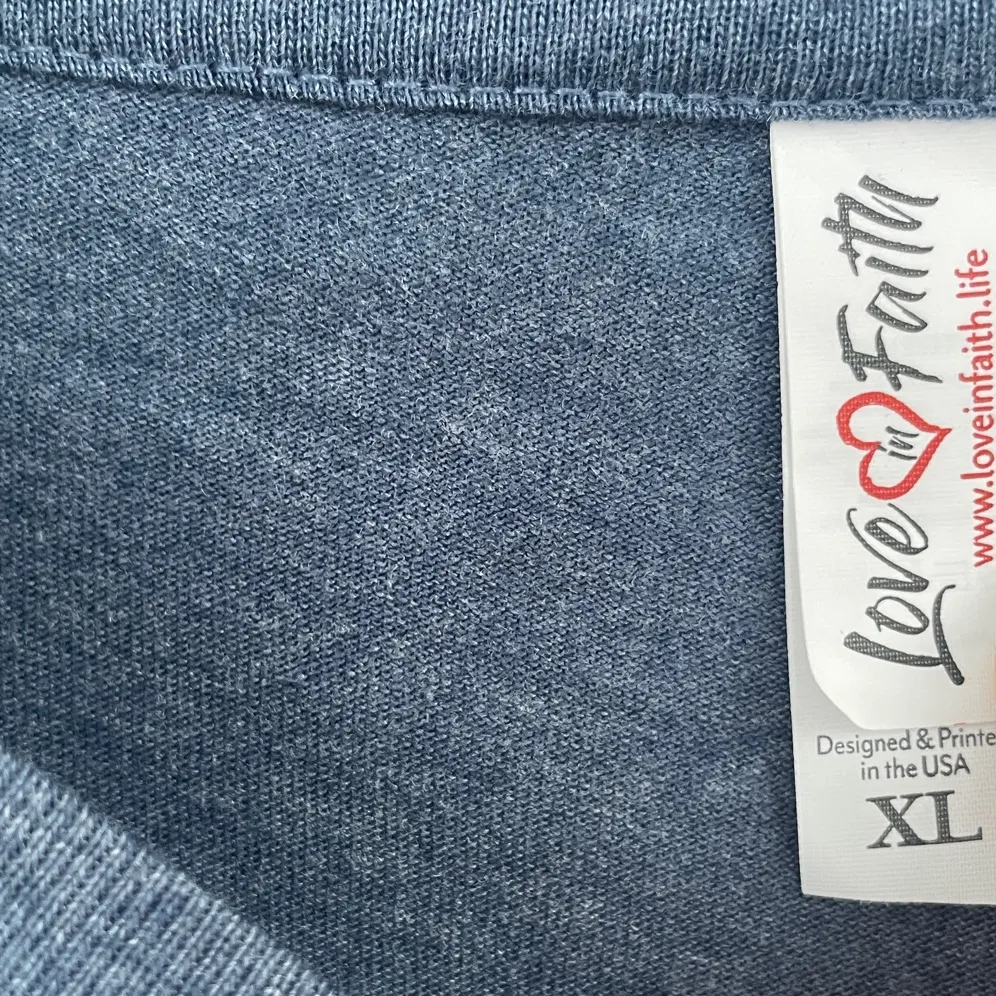 Love in Faith
www.loveinfaith.life
Designed & Printe
in the USA
XL